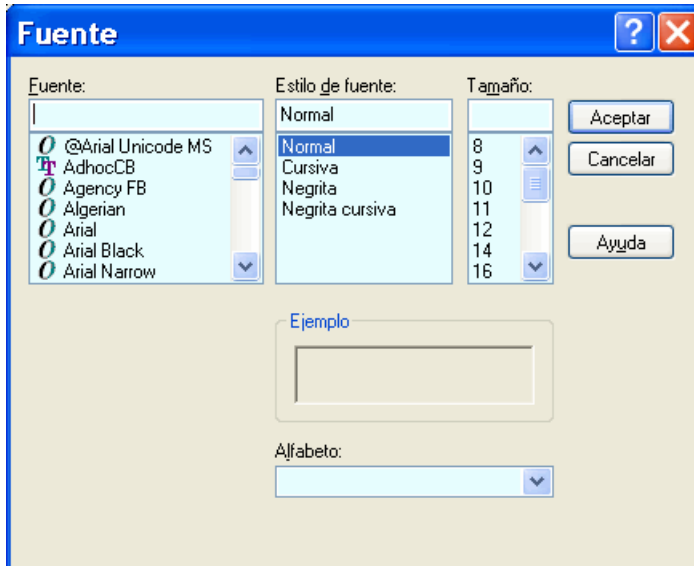 Fuente
Fuente:
Estilo de fuente:
Tamaño:
Normal
@Arial Unicode MS
AdhocCB
Agency FB
Algerian
Arial
Arial Black
Arial Narrow
Normal
Cursiva
Negrita
Negrita cursiva
8
9
10
11
12
14
16
Aceptar
Cancelar
Ayuda
Ejemplo
Alfabeto: